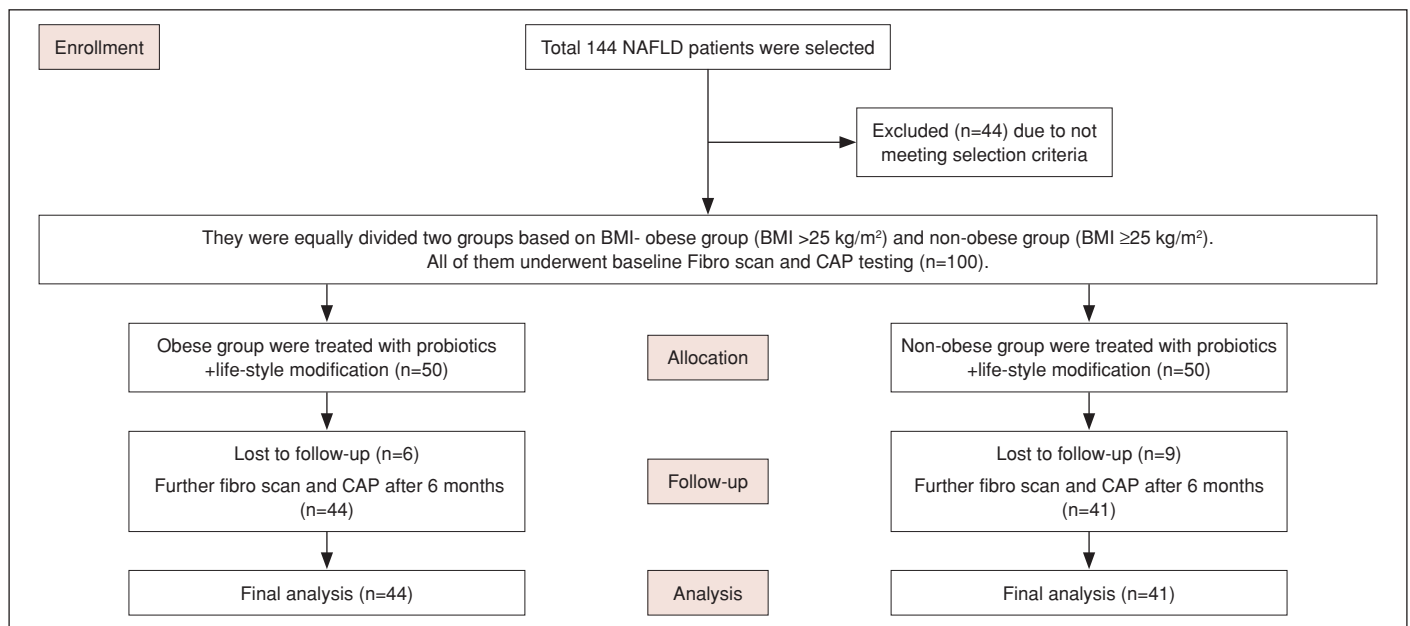 Enrollment
Total 144 NAFLD patients were selected
Excluded (n=44) due to not
meeting selection criteria
They were equally divided two groups based on BMI- obese group (BMI >25 kg/m²) and non-obese group (BMI ≥25 kg/m²).
All of them underwent baseline Fibro scan and CAP testing (n=100).
Obese group were treated with probiotics
+life-style modification (n=50)
Allocation
Non-obese group were treated with probiotics
+life-style modification (n=50)
Lost to follow-up (n=6)
Further fibro scan and CAP after 6 months
(n=44)
Follow-up
Lost to follow-up (n=9)
Further fibro scan and CAP after 6 months
(n=41)
Final analysis (n=44)
Analysis
Final analysis (n=41)